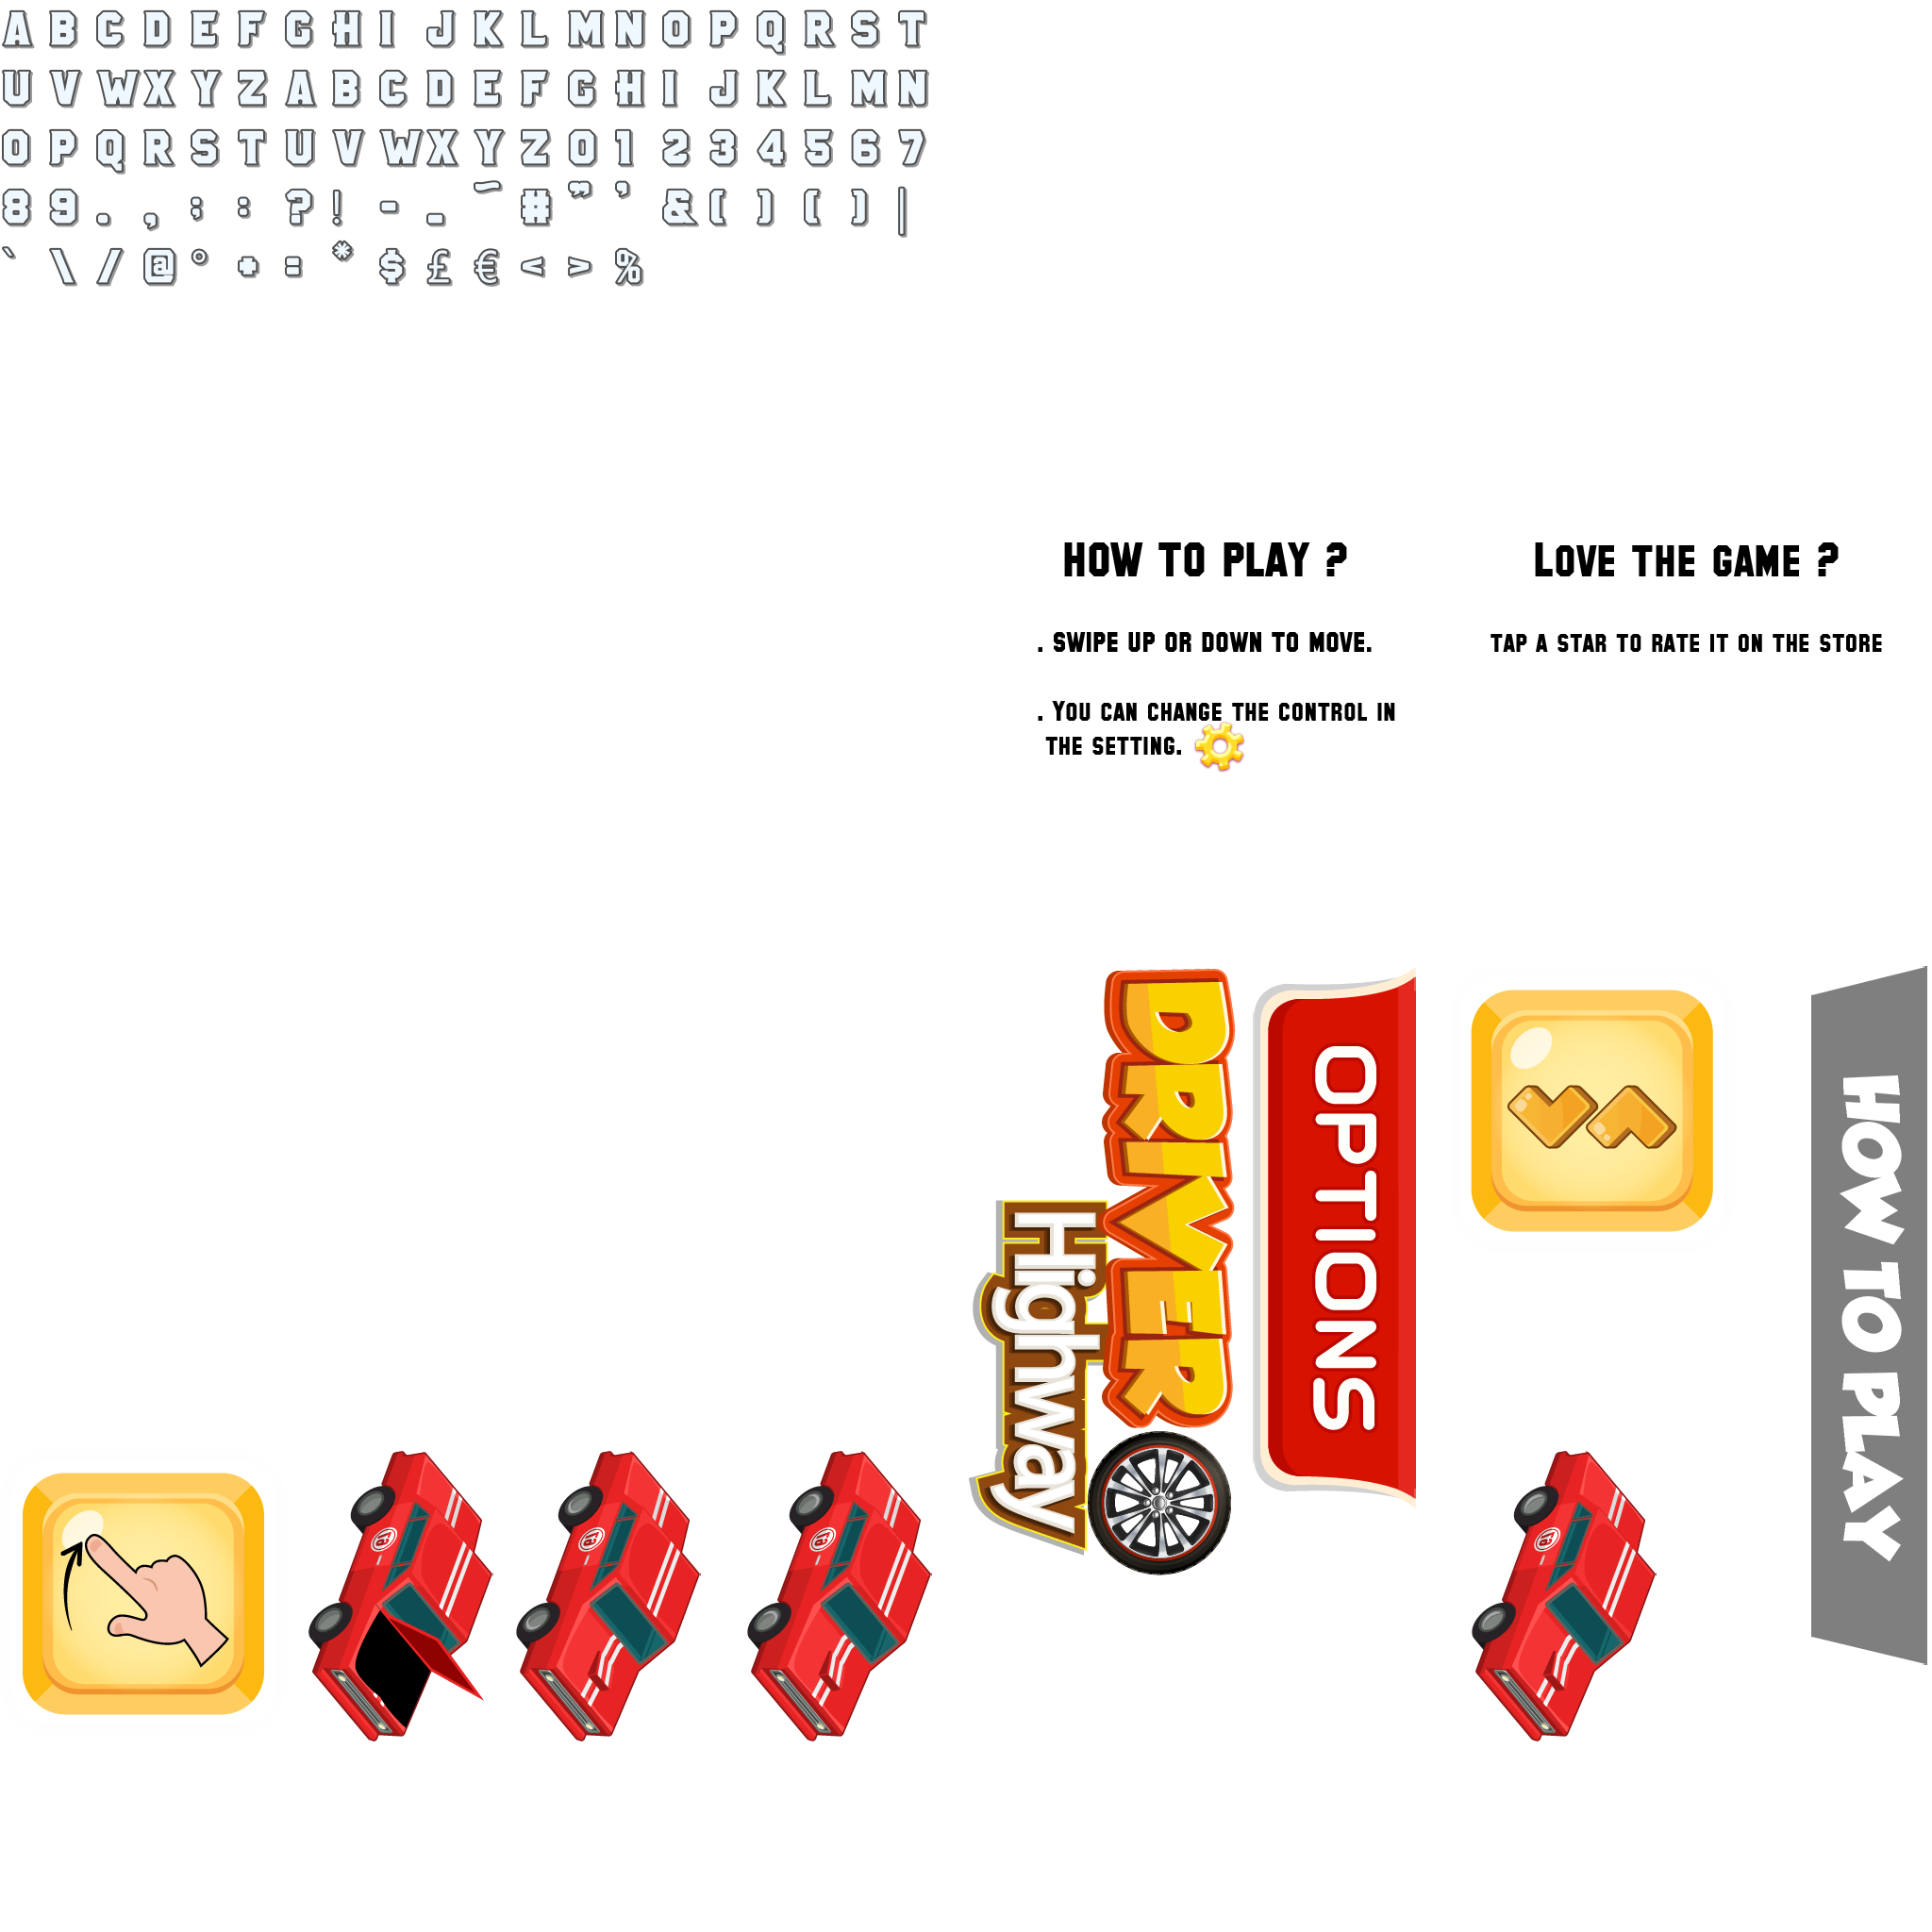 A B C D E F G H I J K L M N O P Q R S T
U V W X Y Z A B C D E F G H I J K L M N
O P Q R S T U V W X Y Z 0 1 2 3 4 5 6 7
8 9 . , ; : ? ! - _ ¯ # " ' & ( ) ( ) |
` \ / @ ° + = * $ £ € < > %
HOW TO PLAY ?
. SWIPE UP OR DOWN TO MOVE.
. YOU CAN CHANGE THE CONTROL IN
THE SETTING.
LOVE THE GAME ?
TAP A STAR TO RATE IT ON THE STORE
DRIVER
Highway
OPTIONS
HOW TO PLAY